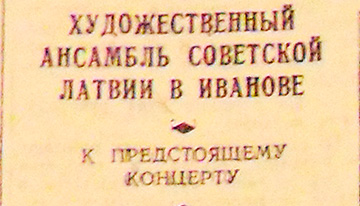 ХУДОЖЕСТВЕННЫЙ
АНСАМБЛЬ СОВЕТСКОЙ
ЛАТВИИ В ИВАНОВЕ
К ПРЕДСТОЯЩЕМУ
КОНЦЕРТУ